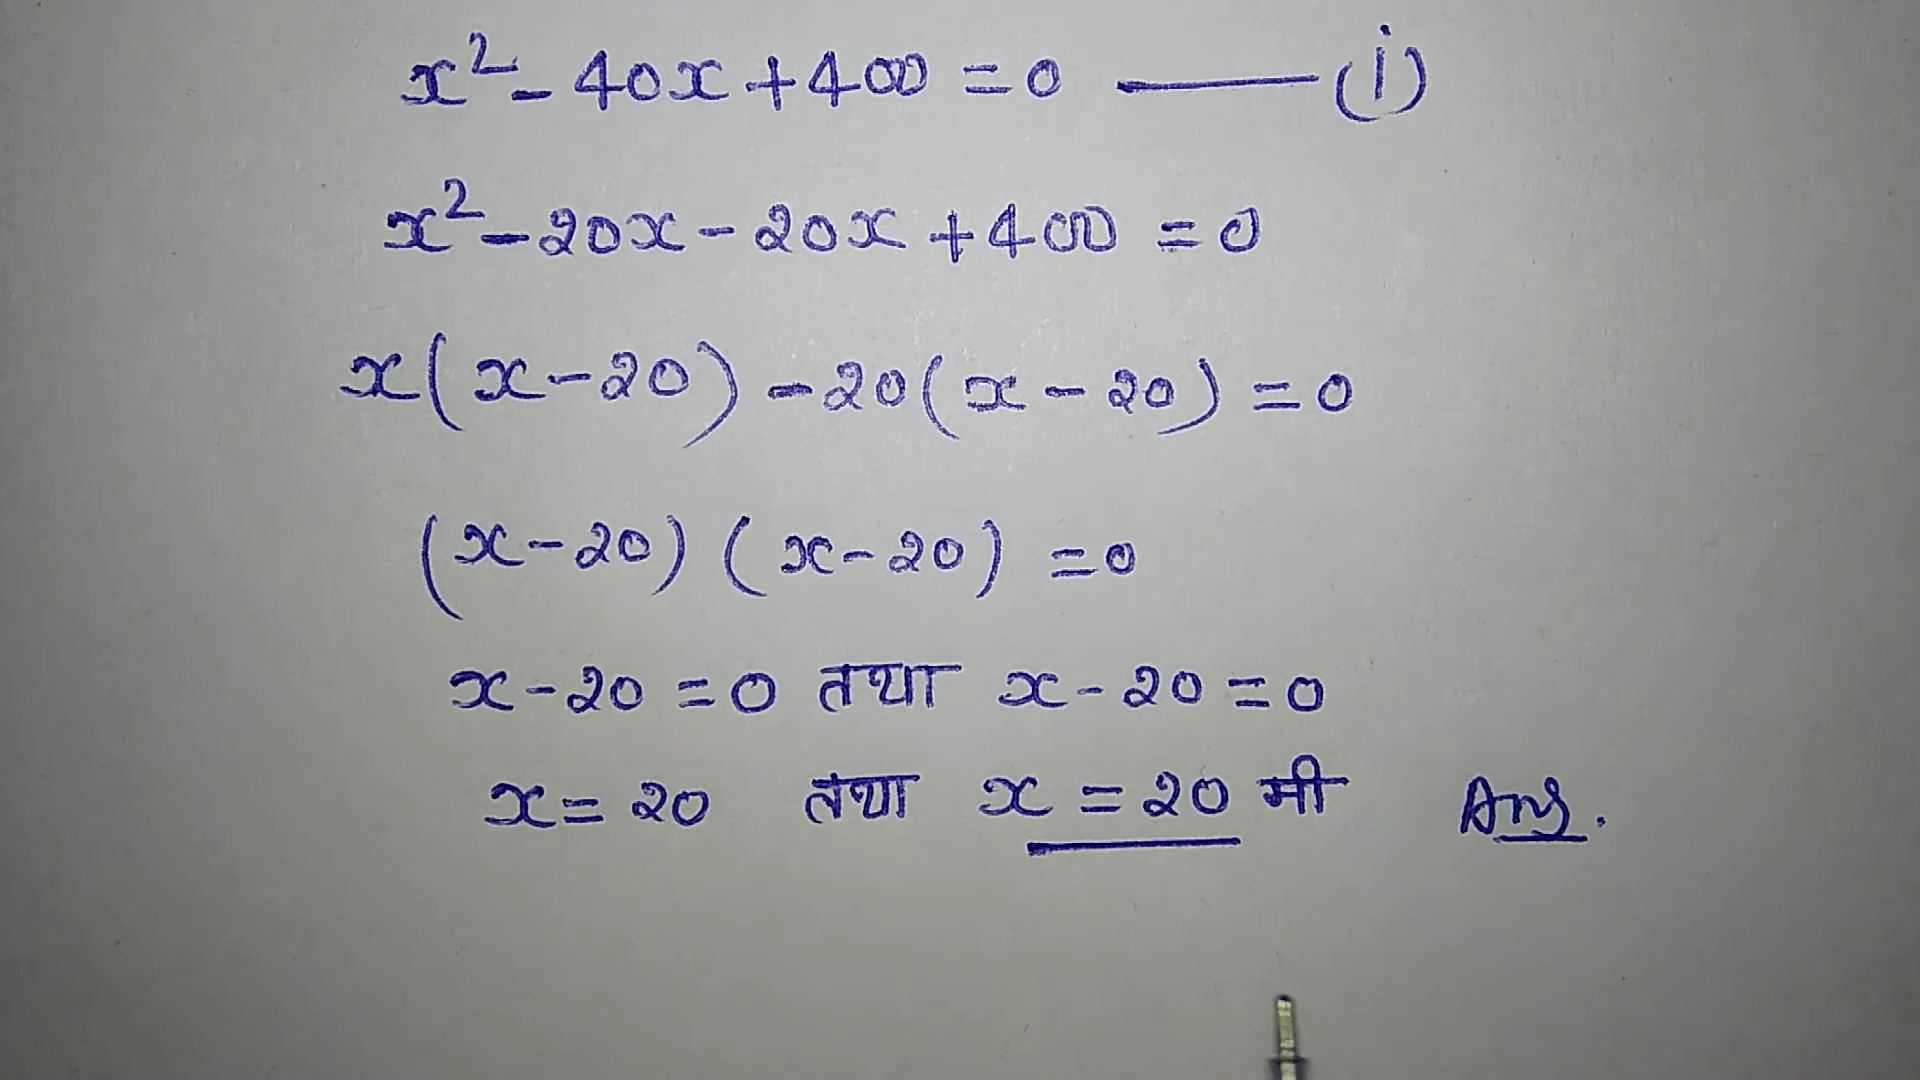 x² - 40x + 400 = 0 —— (i)
x² - 20x - 20x + 400 = 0
x(x - 20) - 20(x - 20) = 0
(x - 20) (x - 20) = 0
x - 20 = 0 तथा x - 20 = 0
x = 20 तथा x = 20 मी Ans.